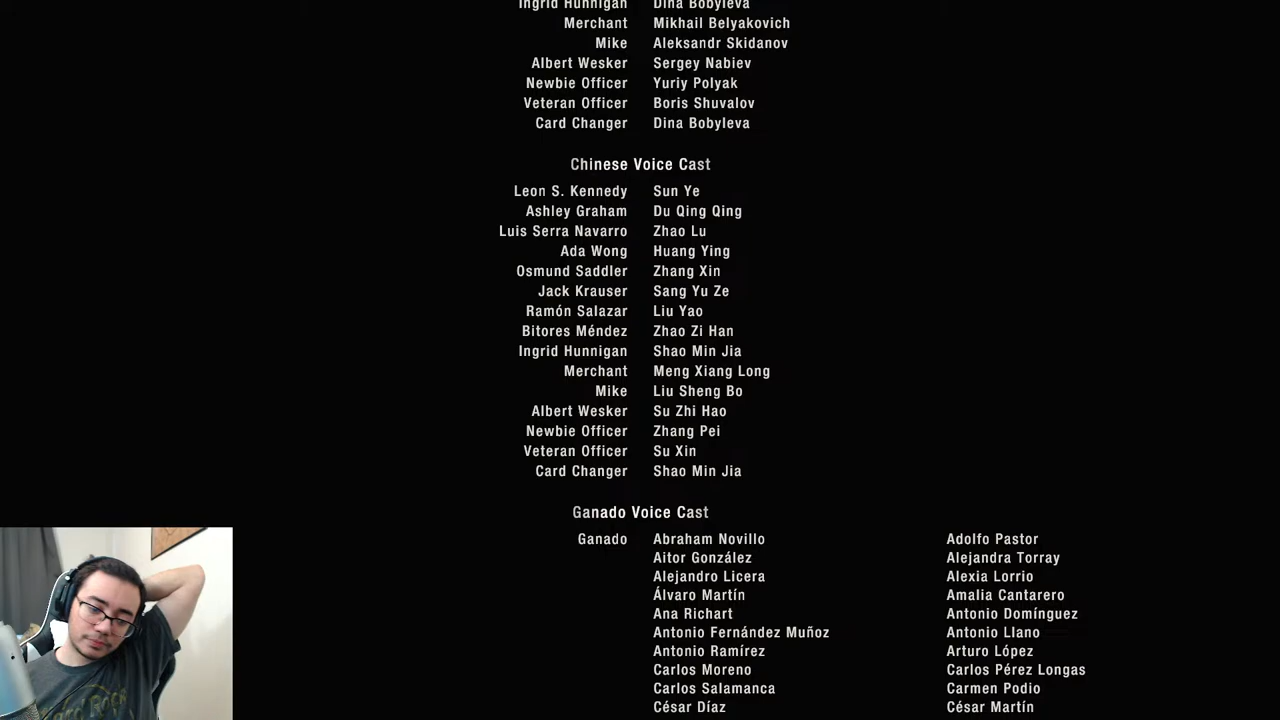 Ingrid Hunnigan Dina Bobyleva
Merchant Mikhail Belyakovich
Mike Aleksandr Skidanov
Albert Wesker Sergey Nabiev
Newbie Officer Yuriy Polyak
Veteran Officer Boris Shuvalov
Card Changer Dina Bobyleva
Chinese Voice Cast
Leon S. Kennedy Sun Ye
Ashley Graham Du Qing Qing
Luis Serra Navarro Zhao Lu
Ada Wong Huang Ying
Osmund Saddler Zhang Xin
Jack Krauser Sang Yu Ze
Ramón Salazar Liu Yao
Bitores Méndez Zhao Zi Han
Ingrid Hunnigan Shao Min Jia
Merchant Meng Xiang Long
Mike Liu Sheng Bo
Albert Wesker Su Zhi Hao
Newbie Officer Zhang Pei
Veteran Officer Su Xin
Card Changer Shao Min Jia
Ganado Voice Cast
Ganado Abraham Novillo Adolfo Pastor
Aitor González Alejandra Torray
Alejandro Licera Alexia Lorrio
Álvaro Martín Amalia Cantarero
Ana Richart Antonio Domínguez
Antonio Fernández Muñoz Antonio Llano
Antonio Ramírez Arturo López
Carlos Moreno Carlos Pérez Longas
Carlos Salamanca Carmen Podio
César Díaz César Martín